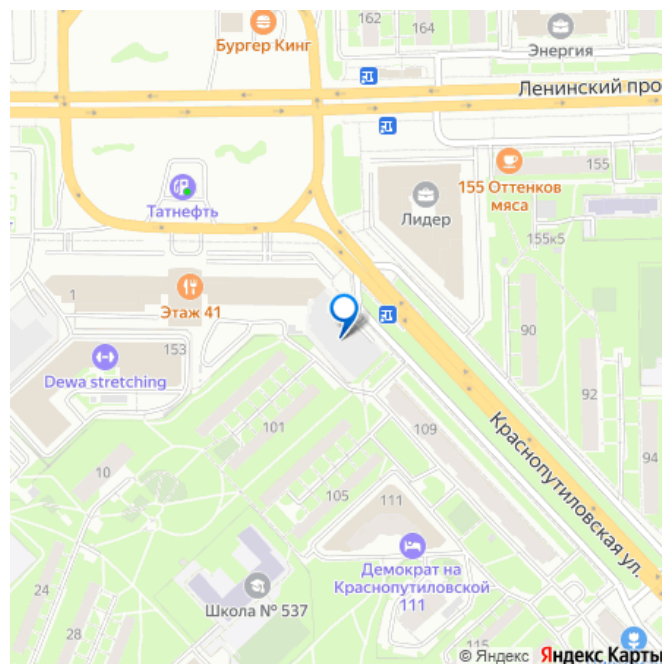 162
164
Бургер Кинг
Энергия
Ленинский про
155
155 Оттенков
мяса
Татнефть
Лидер
155к5
1
Этаж 41
90
153
Dewa stretching
92
101
109
Краснопутиловская ул.
94
10
105
111
Демократ на
Краснопутиловской
111
24
Школа № 537
28
115
© Яндекс Яндекс Карты